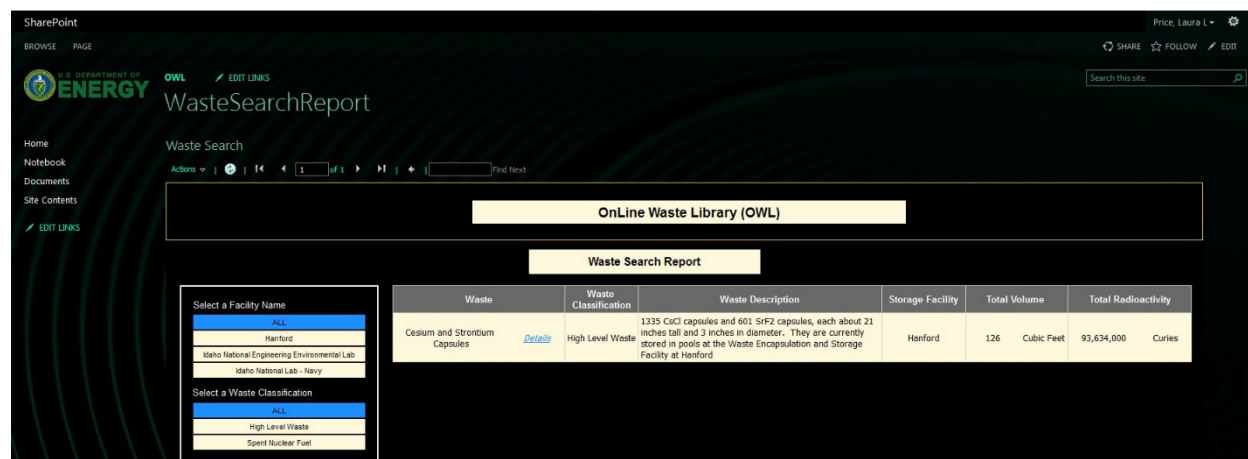 SharePoint
Price, Laura L
BROWSE PAGE
SHARE FOLLOW EDIT
U.S. DEPARTMENT OF
ENERGY
OWL EDIT LINKS
Search this site
WasteSearchReport
Home
Notebook
Documents
Site Contents
EDIT LINKS
Waste Search
Actions | 1 of 1 | Find Next
OnLine Waste Library (OWL)
Waste Search Report
Select a Facility Name
ALL
Hanford
Idaho National Engineering Environmental Lab
Idaho National Lab - Navy
Select a Waste Classification
ALL
High Level Waste
Spent Nuclear Fuel
Waste
Waste
Classification
Waste Description
Storage Facility
Total Volume
Total Radioactivity
Cesium and Strontium
Capsules
Details
High Level Waste
1335 CsCl capsules and 601 SrF2 capsules, each about 21
inches tall and 3 inches in diameter. They are currently
stored in pools at the Waste Encapsulation and Storage
Facility at Hanford
Hanford
126 Cubic Feet
93,634,000 Curies